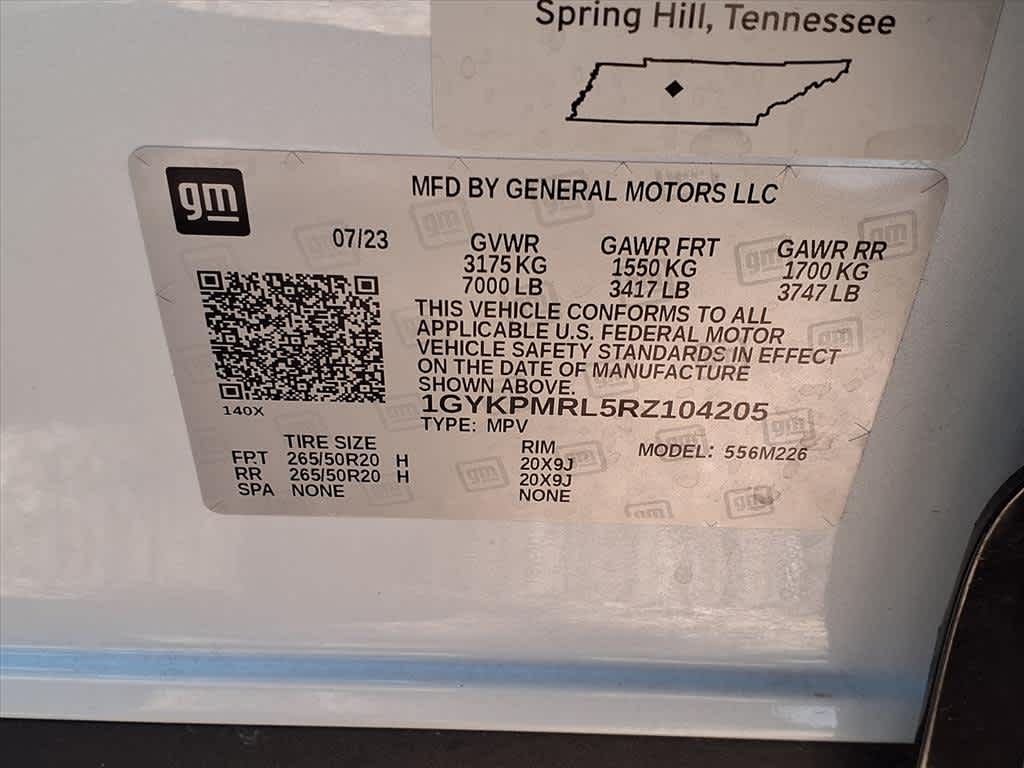 Spring Hill, Tennessee
gm
MFD BY GENERAL MOTORS LLC
07/23
GVWR GAWR FRT GAWR RR
3175 KG 1550 KG 1700 KG
7000 LB 3417 LB 3747 LB
THIS VEHICLE CONFORMS TO ALL
APPLICABLE U.S. FEDERAL MOTOR
VEHICLE SAFETY STANDARDS IN EFFECT
ON THE DATE OF MANUFACTURE
SHOWN ABOVE.
140X
1GYKPMRL5RZ104205
TYPE: MPV
TIRE SIZE RIM MODEL: 556M226
FPT 265/50R20 H 20X9J
RR 265/50R20 H 20X9J
SPA NONE NONE